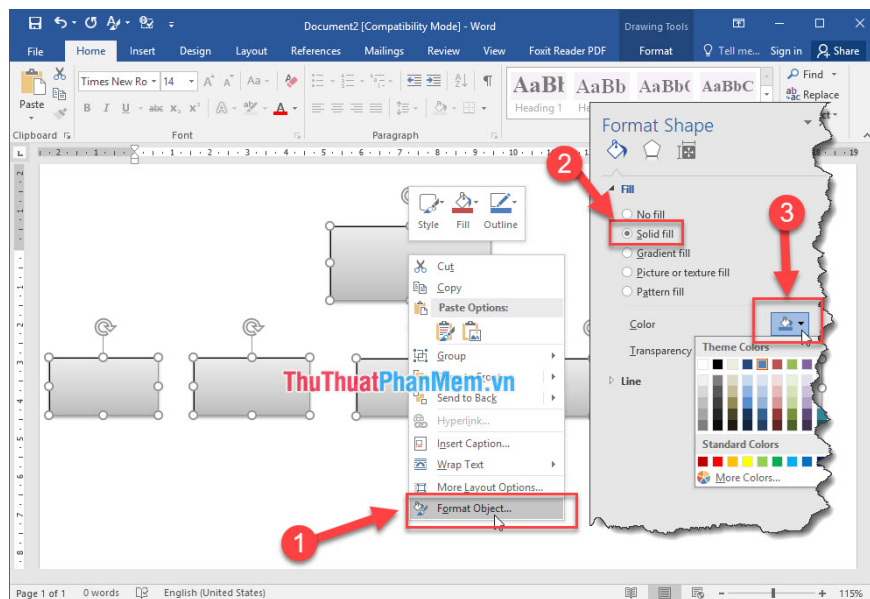 Document2 [Compatibility Mode] - Word
Drawing Tools
File Home Insert Design Layout References Mailings Review View Foxit Reader PDF Format Tell me... Sign in Share
Times New Ro 14 A A Aa
AaBb( AaBbC
Find
Paste
B I U abc X₂ X² A A
Heading 1
Replace
Clipboard Font Paragraph
Format Shape
2
Fill
No fill
3
Solid fill
Gradient fill
Picture or texture fill
Pattern fill
Color
Transparency
Theme Colors
Line
Standard Colors
More Colors...
Style Fill Outline
Cut
Copy
Paste Options:
Group
ThuThuatPhanMem.vn
Send to Back
Hyperlink...
Insert Caption...
Wrap Text
More Layout Options...
Format Object...
1
Page 1 of 1 0 words English (United States) 115%